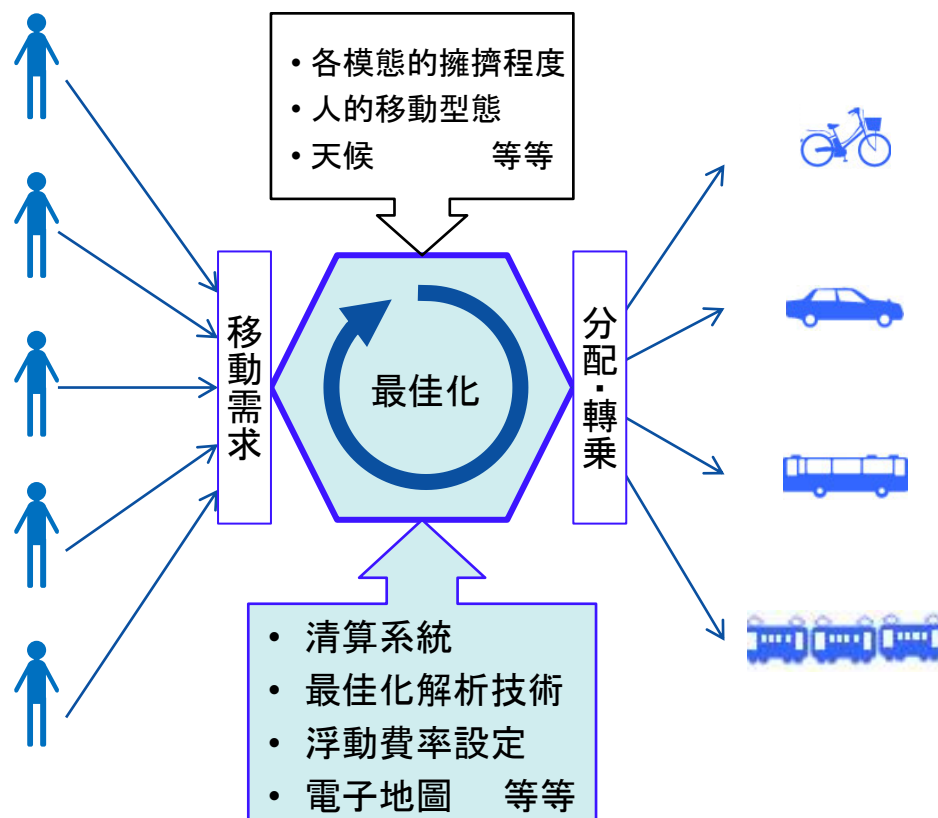 • 各模態的擁擠程度
• 人的移動型態
• 天候 等等
移動需求
最佳化
分配・轉乘
• 清算系統
• 最佳化解析技術
• 浮動費率設定
• 電子地圖 等等